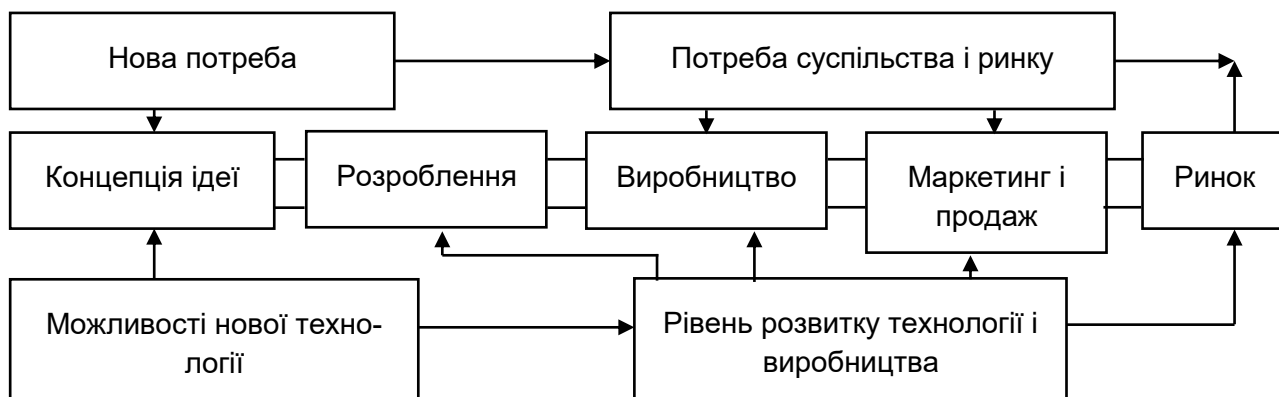 Нова потреба
Потреба суспільства і ринку
Концепція ідеї
Розроблення
Виробництво
Маркетинг і
продаж
Ринок
Можливості нової техно-
логії
Рівень розвитку технології і
виробництва